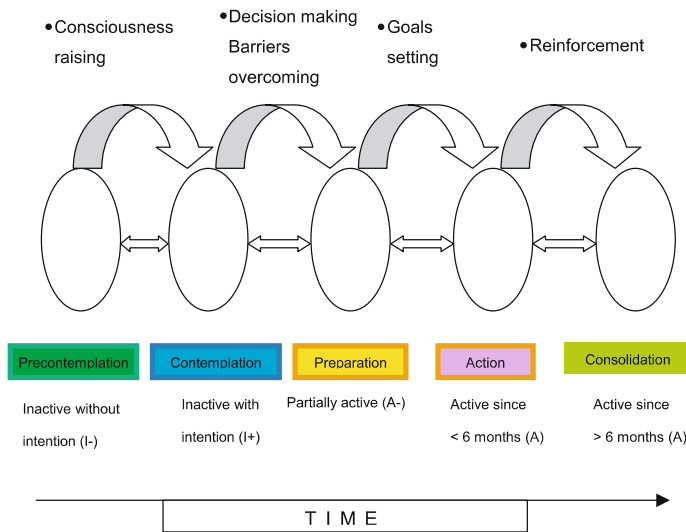 •Consciousness
raising
•Decision making
Barriers
overcoming
•Goals
setting
•Reinforcement
Precontemplation
Contemplation
Preparation
Action
Consolidation
Inactive without
intention (I-)
Inactive with
intention (I+)
Partially active (A-)
Active since
< 6 months (A)
Active since
> 6 months (A)
TIME